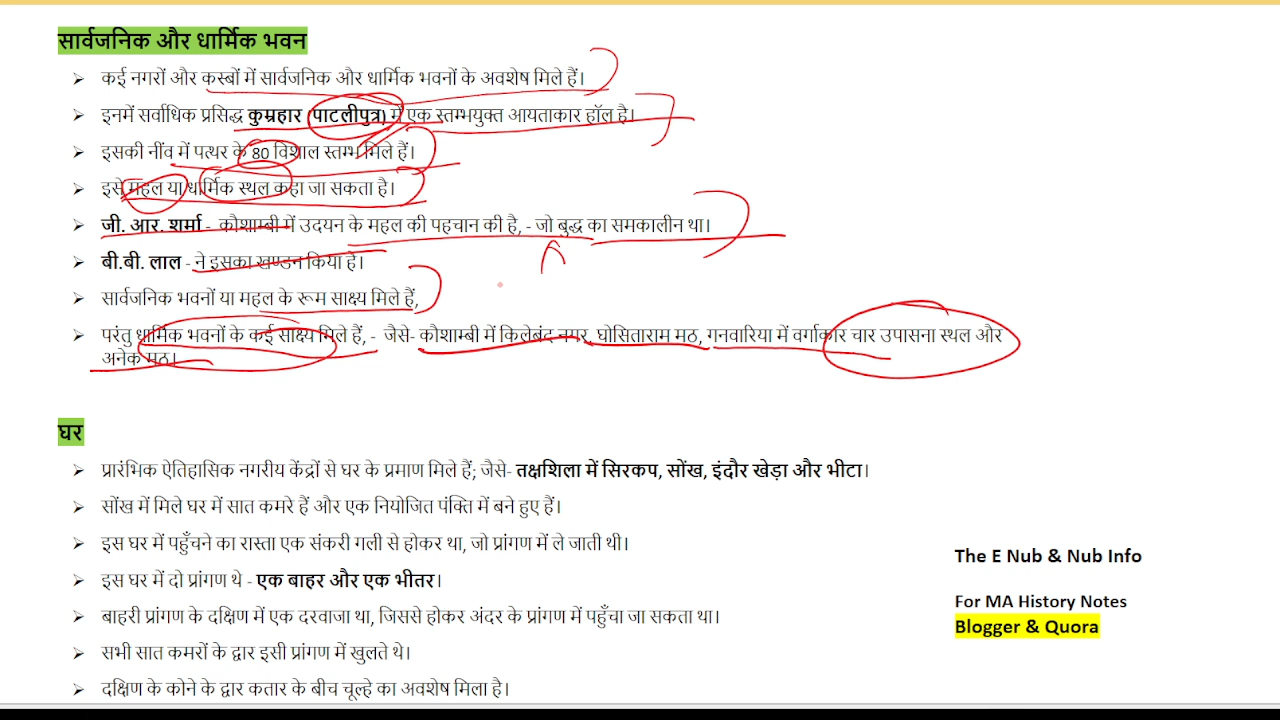 सार्वजनिक और धार्मिक भवन
➢ कई नगरों और कस्बों में सार्वजनिक और धार्मिक भवनों के अवशेष मिले हैं।
➢ इनमें सर्वाधिक प्रसिद्ध कुम्रहार (पाटलीपुत्र) में एक स्तम्भयुक्त आयताकार हॉल है।
➢ इसकी नींव में पत्थर के 80 विशाल स्तम्भ मिले हैं।
➢ इसे महल या धार्मिक स्थल कहा जा सकता है।
➢ जी. आर. शर्मा - कौशाम्बी में उदयन के महल की पहचान की है, - जो बुद्ध का समकालीन था।
➢ बी.बी. लाल - ने इसका खण्डन किया है।
➢ सार्वजनिक भवनों या महल के रूम साक्ष्य मिले हैं,
➢ परंतु धार्मिक भवनों के कई साक्ष्य मिले हैं, - जैसे- कौशाम्बी में किलेबंद नगर, घोसिताराम मठ, गनवारिया में वर्गाकार चार उपासना स्थल और
अनेक मठ।
घर
➢ प्रारंभिक ऐतिहासिक नगरीय केंद्रों से घर के प्रमाण मिले हैं; जैसे- तक्षशिला में सिरकप, सोंख, इंदौर खेड़ा और भीटा।
➢ सोंख में मिले घर में सात कमरे हैं और एक नियोजित पंक्ति में बने हुए हैं।
➢ इस घर में पहुँचने का रास्ता एक संकरी गली से होकर था, जो प्रांगण में ले जाती थी।
➢ इस घर में दो प्रांगण थे - एक बाहर और एक भीतर।
➢ बाहरी प्रांगण के दक्षिण में एक दरवाजा था, जिससे होकर अंदर के प्रांगण में पहुँचा जा सकता था।
➢ सभी सात कमरों के द्वार इसी प्रांगण में खुलते थे।
➢ दक्षिण के कोने के द्वार कतार के बीच चूल्हे का अवशेष मिला है।
The E Nub & Nub Info
For MA History Notes
Blogger & Quora